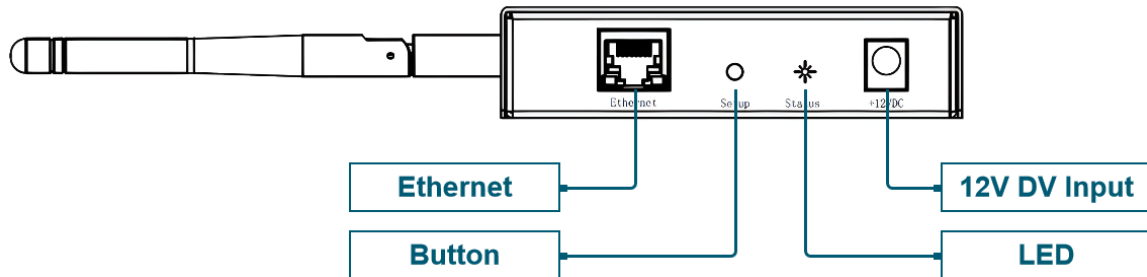 Ethernet Setup Status +12VDC
Ethernet 12V DV Input
Button LED